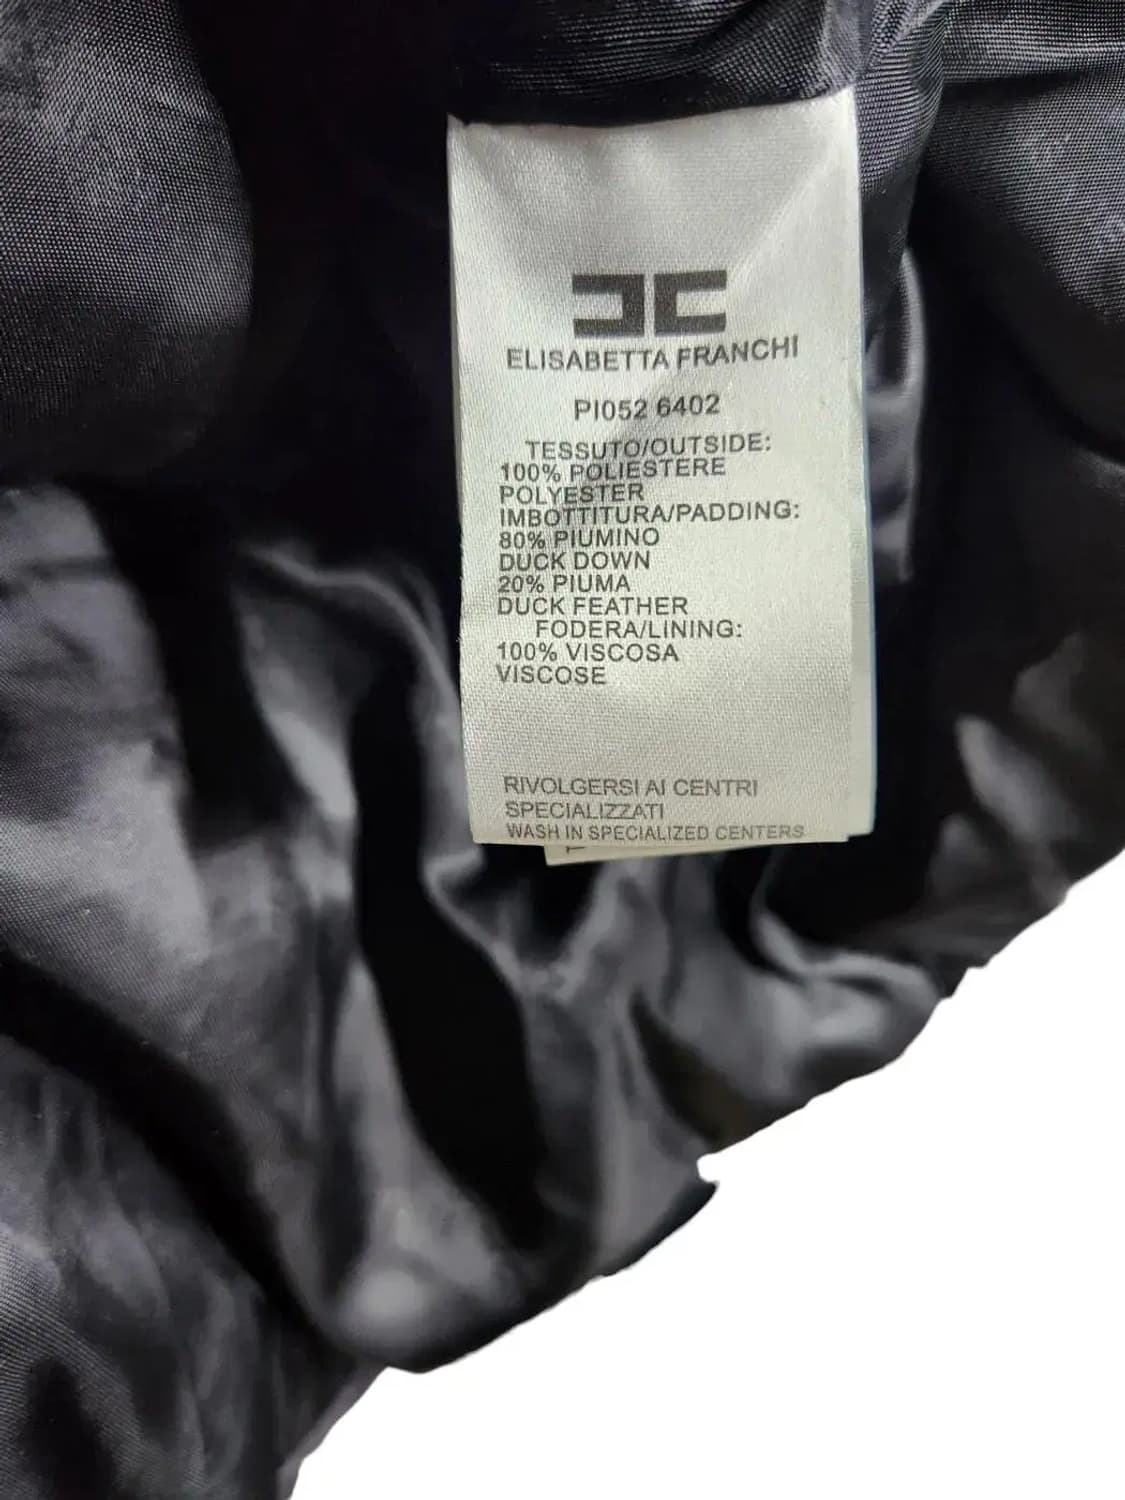 ELISABETTA FRANCHI
PI052 6402
TESSUTO/OUTSIDE:
100% POLIESTERE
POLYESTER
IMBOTTITURA/PADDING:
80% PIUMINO
DUCK DOWN
20% PIUMA
DUCK FEATHER
FODERA/LINING:
100% VISCOSA
VISCOSE
RIVOLGERSI AI CENTRI
SPECIALIZZATI
WASH IN SPECIALIZED CENTERS